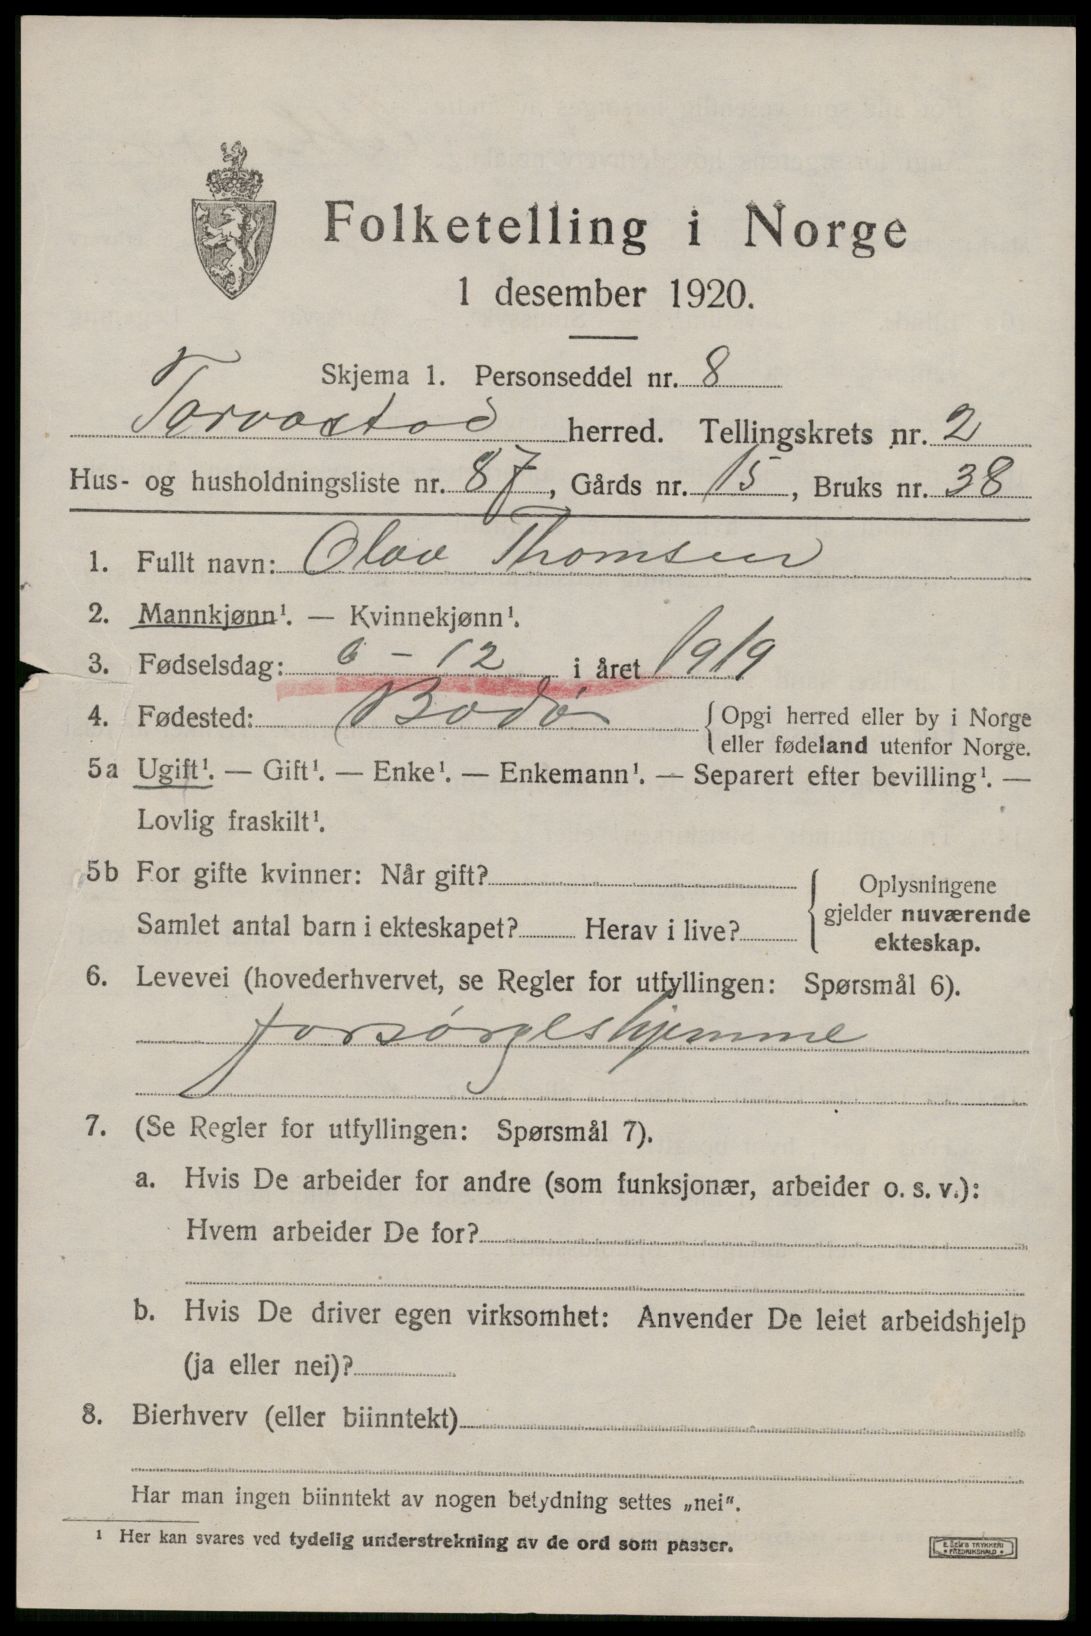 Folketelling i Norge
1 desember 1920.
Skjema 1. Personseddel nr. 8
Torvastad herred. Tellingskrets nr. 2
Hus- og husholdningsliste nr. 87, Gårds nr. 15, Bruks nr. 38
1. Fullt navn: Olav Thomsen
2. Mannkjønn¹. — Kvinnekjønn¹.
3. Fødselsdag: 6 - 12 i året 1919
4. Fødested: Bodø {Opgi herred eller by i Norge
eller fødeland utenfor Norge.
5a Ugift¹. — Gift¹. — Enke¹. — Enkemann¹. — Separert efter bevilling¹. —
Lovlig fraskilt¹.
5b For gifte kvinner: Når gift?
Samlet antal barn i ekteskapet? Herav i live?
Oplysningene
gjelder nuværende
ekteskap.
6. Levevei (hovederhvervet, se Regler for utfyllingen: Spørsmål 6).
forsørges hjemme
7. (Se Regler for utfyllingen: Spørsmål 7).
a. Hvis De arbeider for andre (som funksjonær, arbeider o. s. v.):
Hvem arbeider De for?
b. Hvis De driver egen virksomhet: Anvender De leiet arbeidshjelp
(ja eller nei)?
8. Bierhverv (eller biinntekt)
Har man ingen biinntekt av nogen betydning settes „nei“.
¹ Her kan svares ved tydelig understrekning av de ord som passer.
E. Sem's Trykkeri
• Fredrikshald •